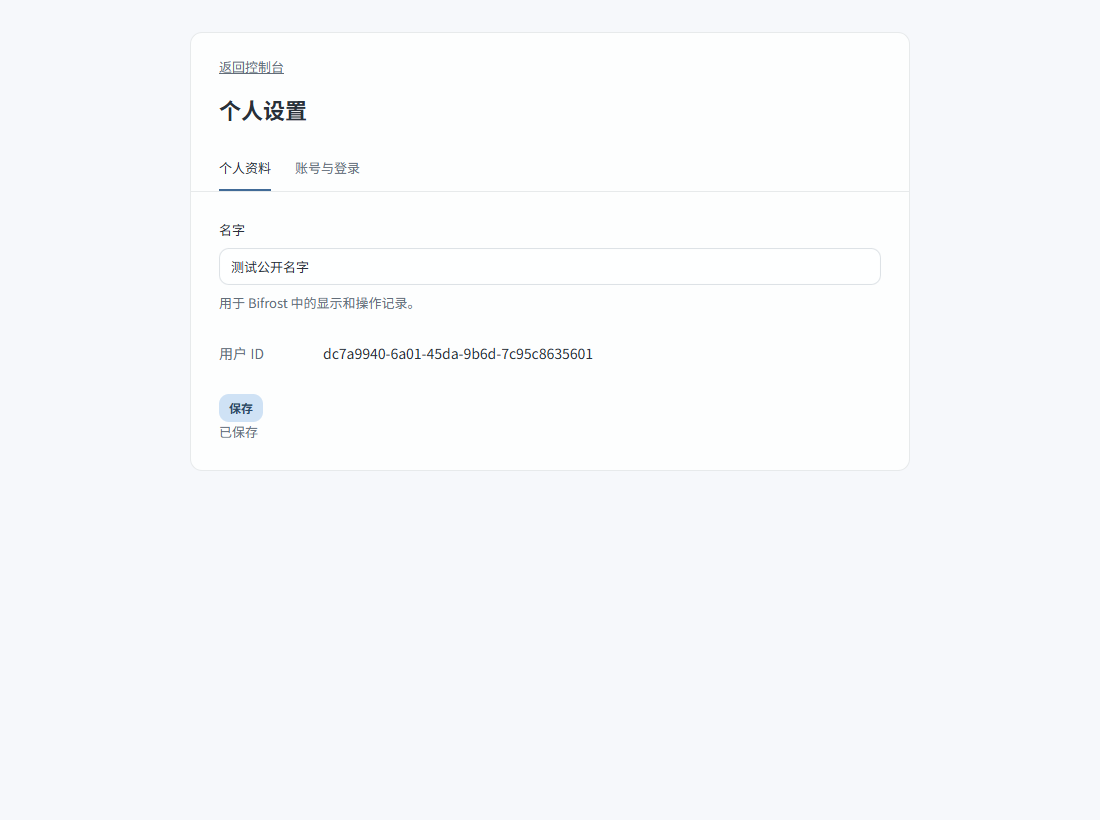 返回控制台
个人设置
个人资料 账号与登录
名字
测试公开名字
用于 Bifrost 中的显示和操作记录。
用户 ID dc7a9940-6a01-45da-9b6d-7c95c8635601
保存
已保存